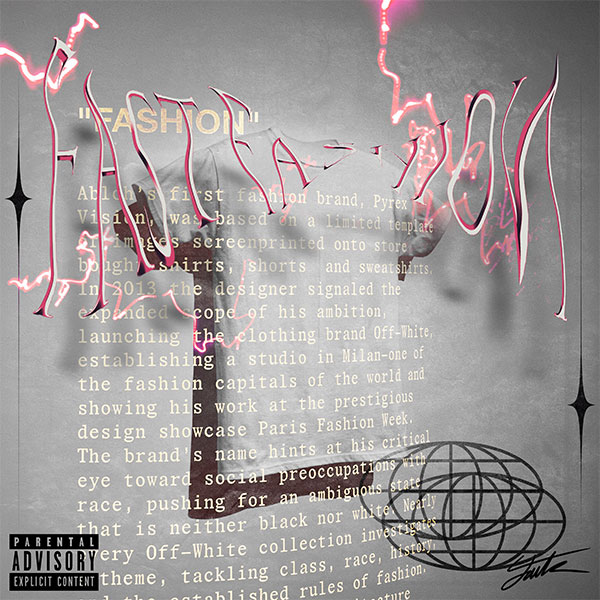 FAST FASHION
"FASHION"
Abloh's first fashion brand, Pyrex
Vision, was based on a limited template
of images screenprinted onto store
bought shirts, shorts and sweatshirts.
In 2013 the designer signaled the
expanded scope of his ambition,
launching the clothing brand Off-White,
establishing a studio in Milan—one of
the fashion capitals of the world and
showing his work at the prestigious
design showcase Paris Fashion Week.
The brand's name hints at his critical
eye toward social preoccupations with
race, pushing for an ambiguous state
that is neither black nor white. Nearly
every Off-White collection investigates
theme, tackling class, race, history,
the established rules of fashion.
PARENTAL
ADVISORY
EXPLICIT CONTENT